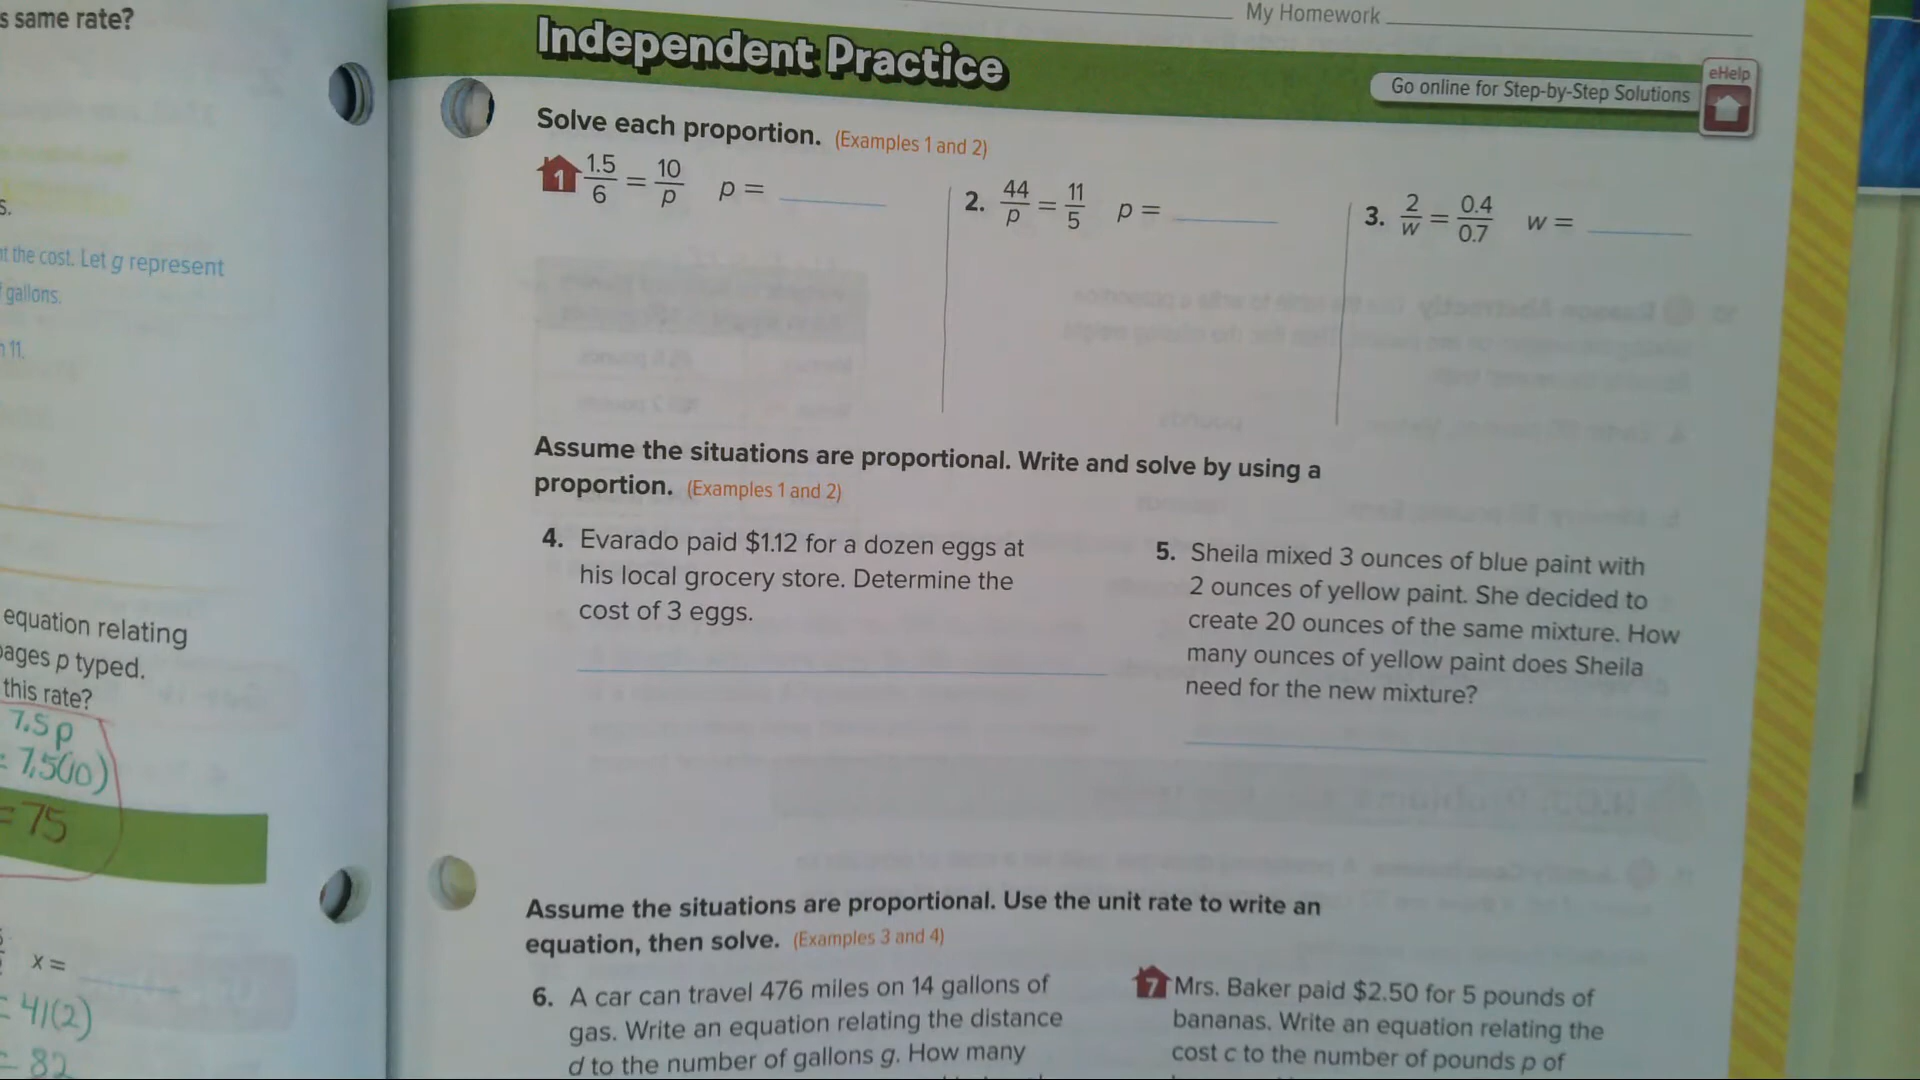 s same rate?
s.
t the cost. Let g represent
gallons.
11.
equation relating
ages p typed.
this rate?
7.5p
= 7.5(10)
= 75
x =
= 41(2)
= 82
My Homework
Independent Practice
Go online for Step-by-Step Solutions
eHelp
Solve each proportion. (Examples 1 and 2)
1 1.5/6 = 10/p p =
2. 44/p = 11/5 p =
3. 2/w = 0.4/0.7 w =
Assume the situations are proportional. Write and solve by using a
proportion. (Examples 1 and 2)
4. Evarado paid $1.12 for a dozen eggs at
his local grocery store. Determine the
cost of 3 eggs.
5. Sheila mixed 3 ounces of blue paint with
2 ounces of yellow paint. She decided to
create 20 ounces of the same mixture. How
many ounces of yellow paint does Sheila
need for the new mixture?
Assume the situations are proportional. Use the unit rate to write an
equation, then solve. (Examples 3 and 4)
6. A car can travel 476 miles on 14 gallons of
gas. Write an equation relating the distance
d to the number of gallons g. How many
7 Mrs. Baker paid $2.50 for 5 pounds of
bananas. Write an equation relating the
cost c to the number of pounds p of